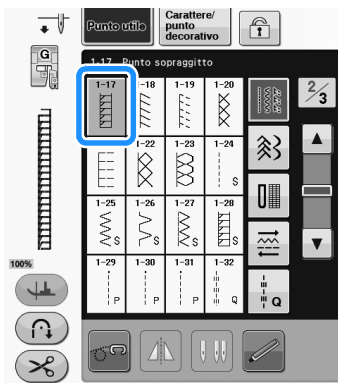 Punto utile
Carattere/
punto
decorativo
G
1-17 Punto sopraggitto
2/3
1-17
1-18
1-19
1-20
1-22
1-23
1-24
S
1-25
1-26
1-27
1-28
S
S
S
S
100%
1-29
1-30
1-31
1-32
P
P
P
Q
Q